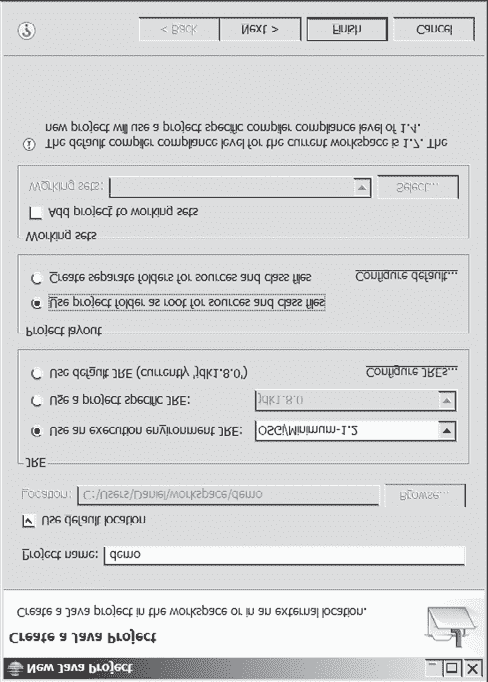 New Java Project
Create a Java Project
Create a Java project in the workspace or in an external location.
Project name: demo
Use default location
Location: C:\Users\Daniel\workspace\demo Browse...
JRE
Use an execution environment JRE: OSGi/Minimum-1.2
Use a project specific JRE: jdk1.8.0
Use default JRE (currently 'jdk1.8.0') Configure JREs...
Project layout
Use project folder as root for sources and class files
Create separate folders for sources and class files Configure default...
Working sets
Add project to working sets
Working sets: Select...
The default compiler compliance level for the current workspace is 1.7. The
new project will use a project specific compiler compliance level of 1.4.
? < Back Next > Finish Cancel